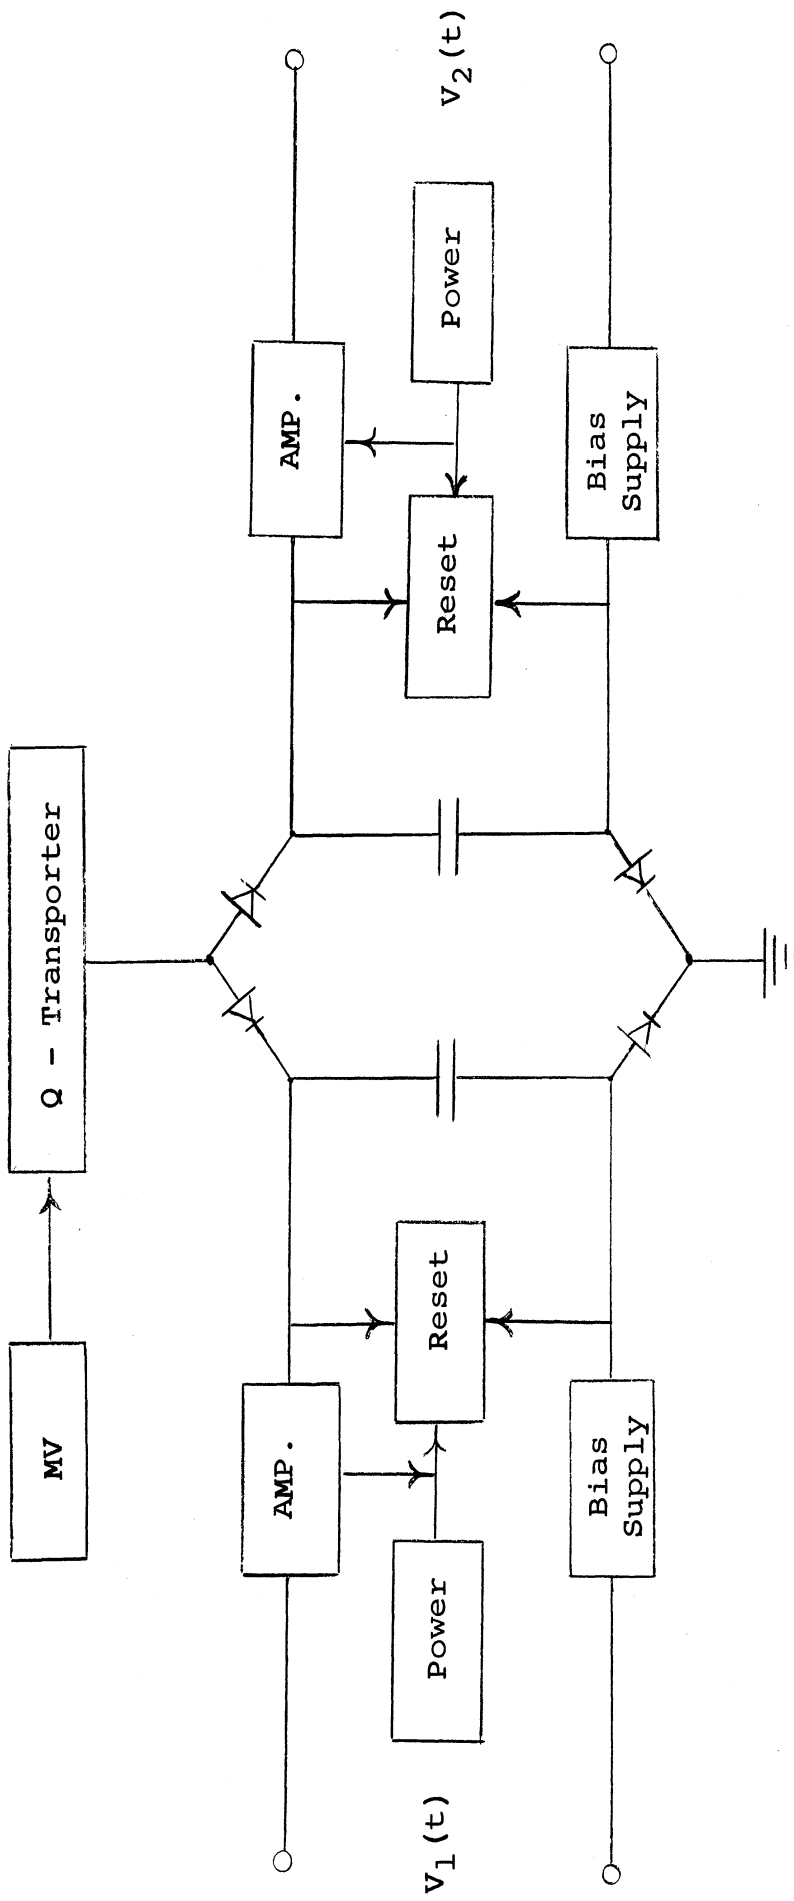 MV
Q - Transporter
AMP.
AMP.
V1(t)
Power
Reset
Reset
Power
V2(t)
Bias
Supply
Bias
Supply